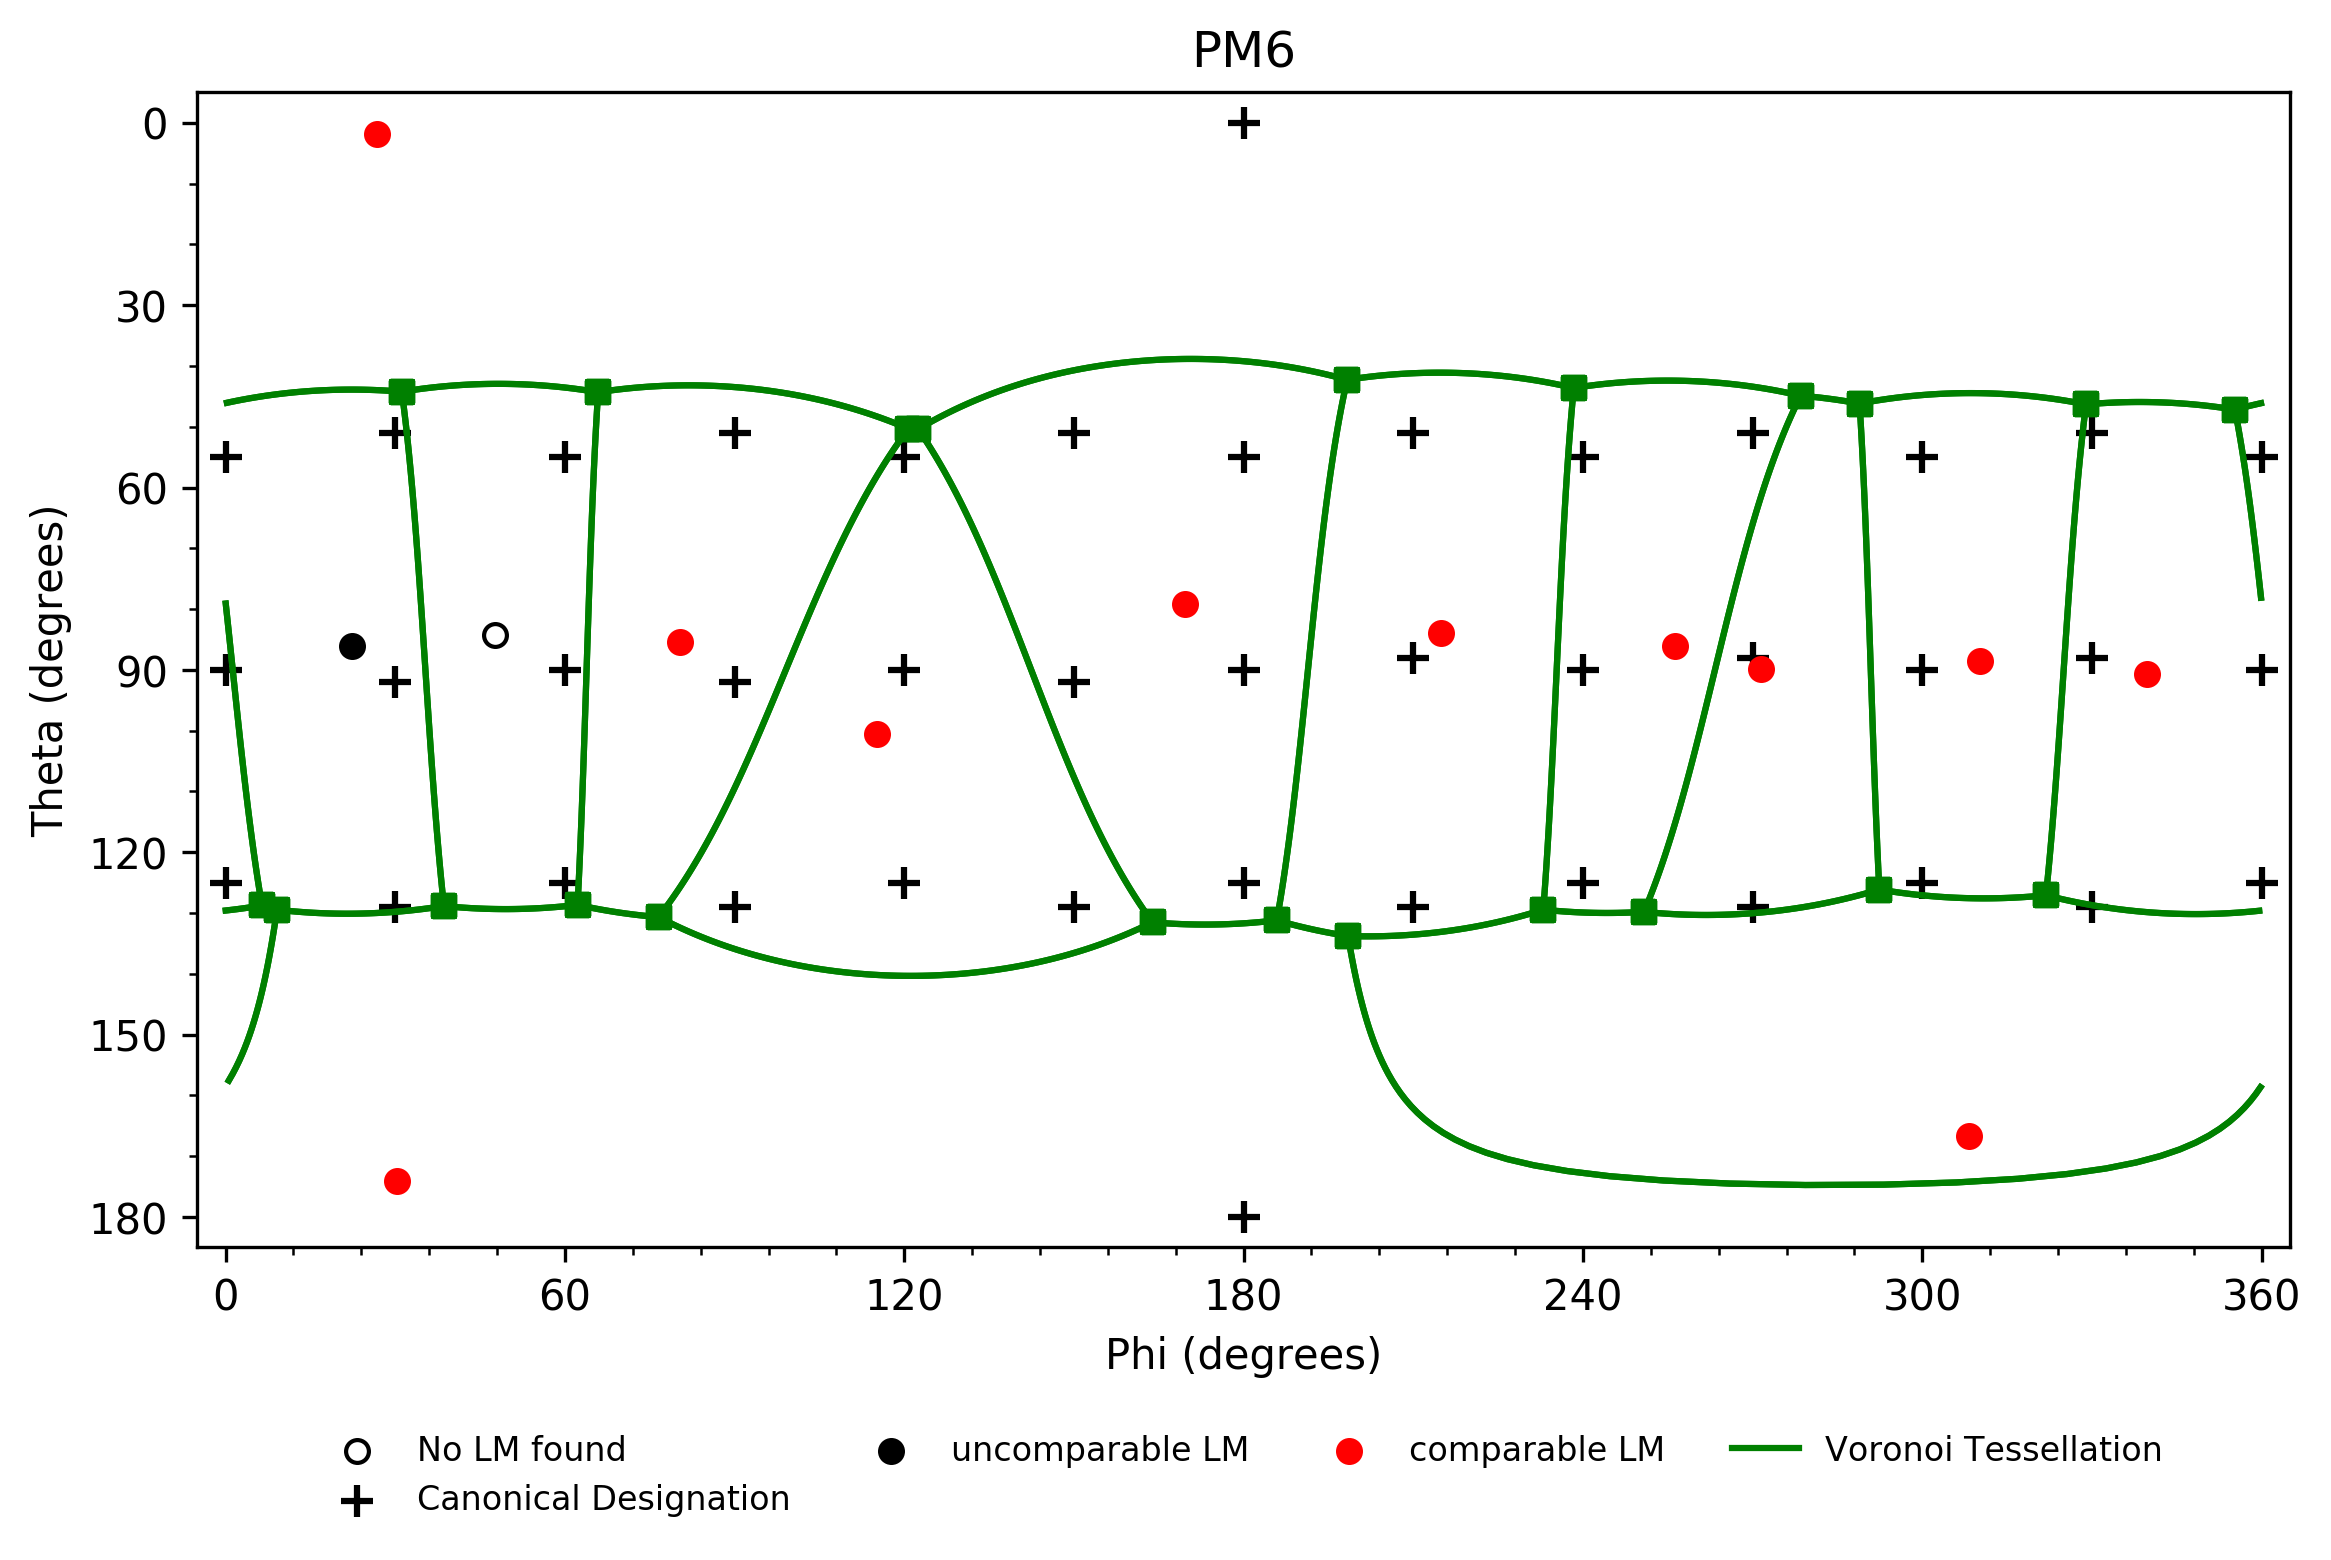 PM6
0
30
60
90
120
150
180
Theta (degrees)
0 60 120 180 240 300 360
Phi (degrees)
No LM found uncomparable LM comparable LM Voronoi Tessellation
Canonical Designation